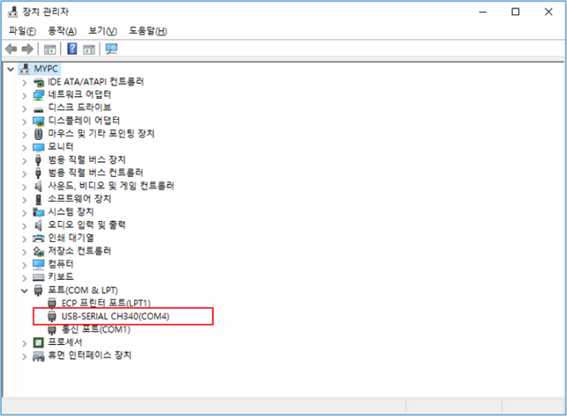 장치 관리자
파일(F) 동작(A) 보기(V) 도움말(H)
MYPC
IDE ATA/ATAPI 컨트롤러
네트워크 어댑터
디스크 드라이브
디스플레이 어댑터
마우스 및 기타 포인팅 장치
모니터
범용 직렬 버스 장치
범용 직렬 버스 컨트롤러
사운드, 비디오 및 게임 컨트롤러
소프트웨어 장치
시스템 장치
오디오 입력 및 출력
인쇄 대기열
저장소 컨트롤러
컴퓨터
키보드
포트(COM & LPT)
ECP 프린터 포트(LPT1)
USB-SERIAL CH340(COM4)
통신 포트(COM1)
프로세서
휴먼 인터페이스 장치